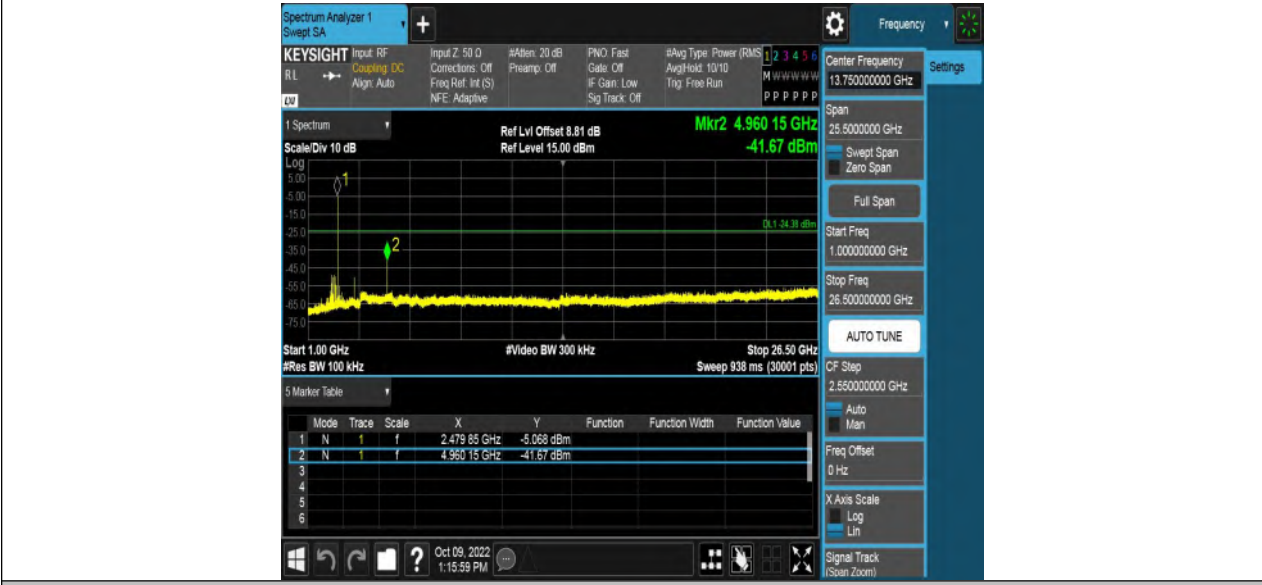 Spectrum Analyzer 1
Swept SA
+
Frequency
KEYSIGHT
Input: RF
Coupling: DC
Align: Auto
Input Z: 50 Ω
Corrections: Off
Freq Ref: Int (S)
NFE: Adaptive
#Atten: 20 dB
Preamp: Off
PNO: Fast
Gate: Off
IF Gain: Low
Sig Track: Off
#Avg Type: Power (RMS
Avg|Hold: 10/10
Trig: Free Run
1 2 3 4 5 6
M W W W W W
P P P P P P
RL
LXI
1 Spectrum
Scale/Div 10 dB
Ref Lvl Offset 8.81 dB
Ref Level 15.00 dBm
Mkr2 4.960 15 GHz
-41.67 dBm
Log
5.00
-5.00
-15.0
-25.0
-35.0
-45.0
-55.0
-65.0
-75.0
1
2
DL1 -24.38 dBm
Start 1.00 GHz
#Res BW 100 kHz
#Video BW 300 kHz
Stop 26.50 GHz
Sweep 938 ms (30001 pts)
5 Marker Table
Mode Trace Scale X Y Function Function Width Function Value
1 N 1 f 2.479 85 GHz -5.068 dBm
2 N 1 f 4.960 15 GHz -41.67 dBm
3
4
5
6
?
Oct 09, 2022
1:15:59 PM
Center Frequency
13.750000000 GHz
Settings
Span
25.5000000 GHz
Swept Span
Zero Span
Full Span
Start Freq
1.000000000 GHz
Stop Freq
26.500000000 GHz
AUTO TUNE
CF Step
2.550000000 GHz
Auto
Man
Freq Offset
0 Hz
X Axis Scale
Log
Lin
Signal Track
(Span Zoom)